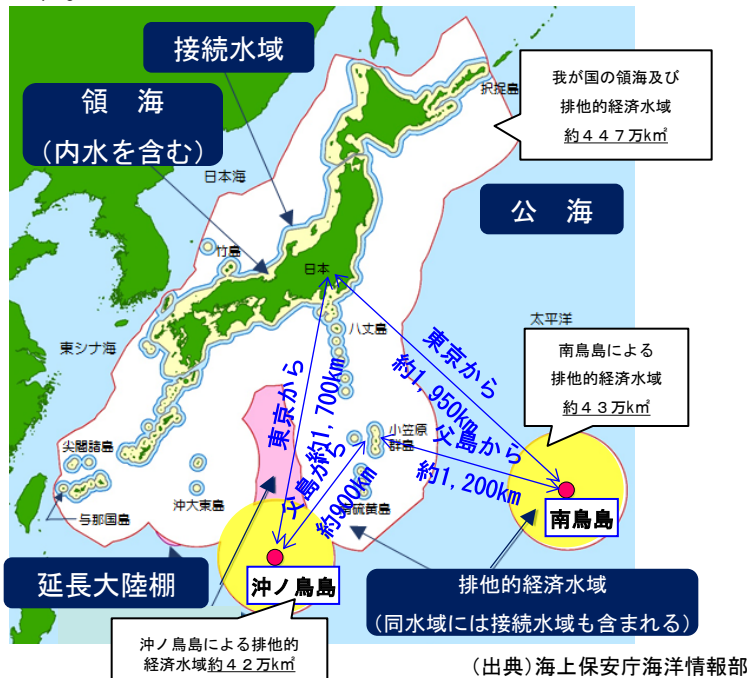 接続水域
領　海
(内水を含む)
択捉島
我が国の領海及び
排他的経済水域
約４４７万k㎡
日本海
公　海
竹島
日本
太平洋
八丈島
東シナ海
南鳥島による
排他的経済水域
約４３万k㎡
東京から
約1,950km
東京から
約1,700km
父島から
約1,200km
父島から
約900km
小笠原
群島
尖閣諸島
沖大東島
硫黄島
与那国島
南鳥島
延長大陸棚
沖ノ鳥島
排他的経済水域
(同水域には接続水域も含まれる)
沖ノ鳥島による排他的
経済水域約４２万k㎡
(出典)海上保安庁海洋情報部